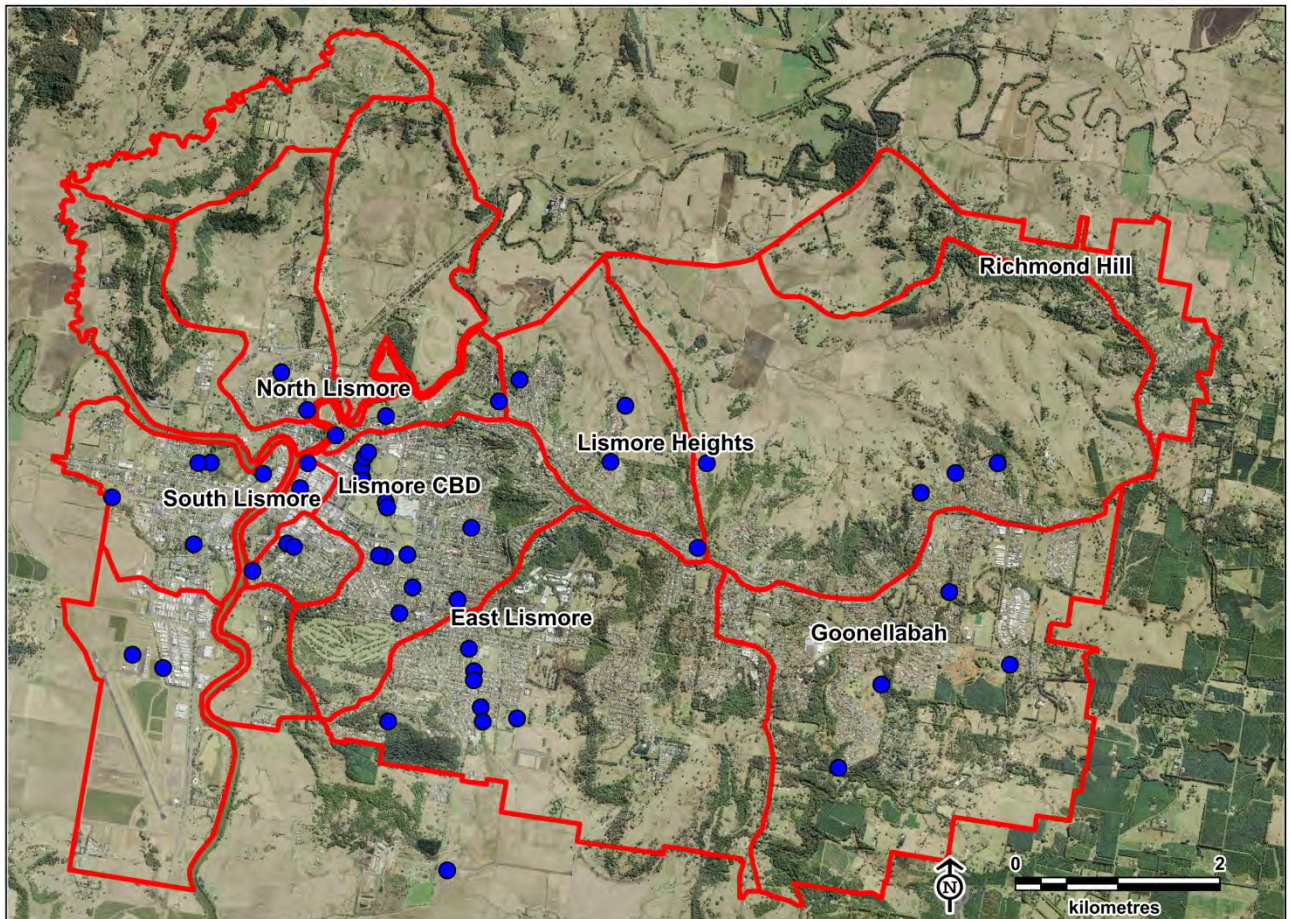 Richmond Hill
North Lismore
Lismore Heights
Lismore CBD
South Lismore
East Lismore
Goonellabah
0 2
N
kilometres